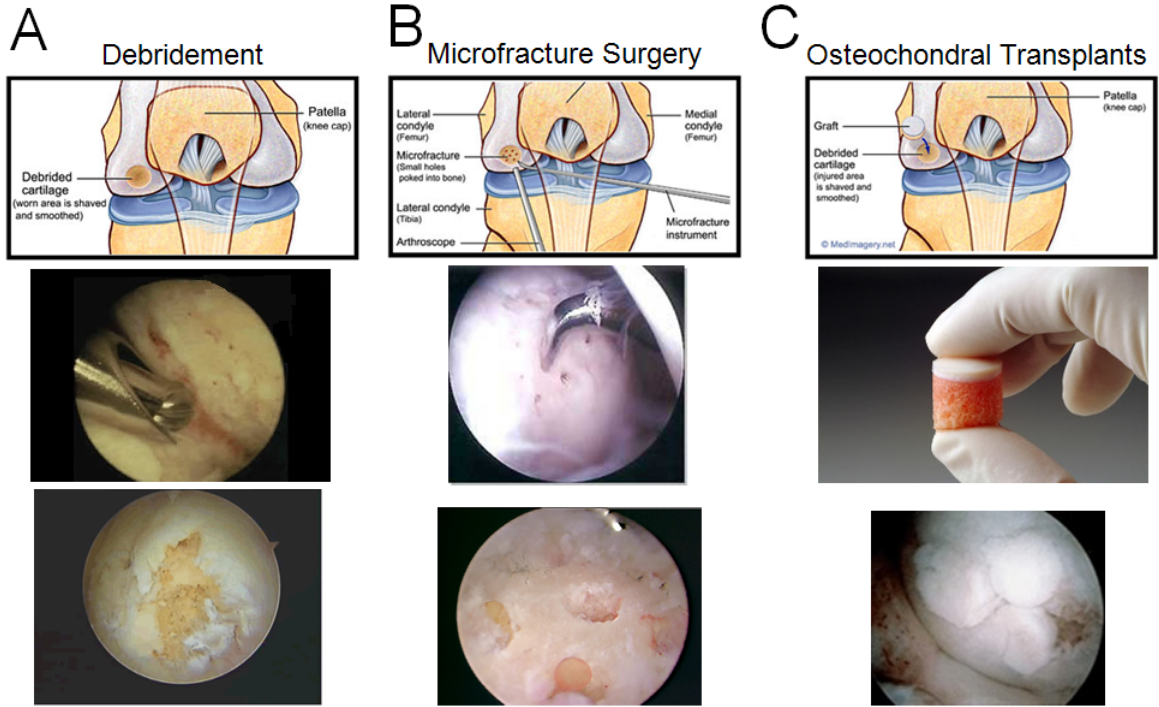 A
Debridement
Patella
(knee cap)
Debrided
cartilage
(worn area is shaved
and smoothed)
B
Microfracture Surgery
Lateral
condyle
(Femur)
Medial
condyle
(Femur)
Microfracture
(Small holes
poked into bone)
Lateral condyle
(Tibia)
Arthroscope
Microfracture
instrument
C
Osteochondral Transplants
Patella
(knee cap)
Graft
Debrided
cartilage
(injured area
is shaved and
smoothed)
© MedImagery.net